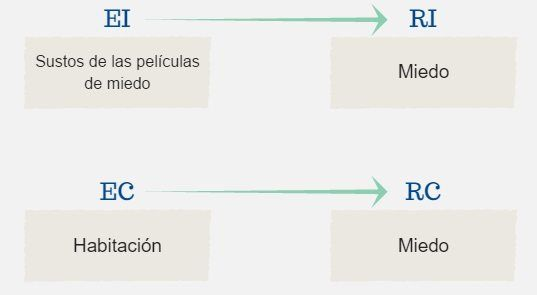 EI RI
Sustos de las películas
de miedo
Miedo
EC RC
Habitación
Miedo